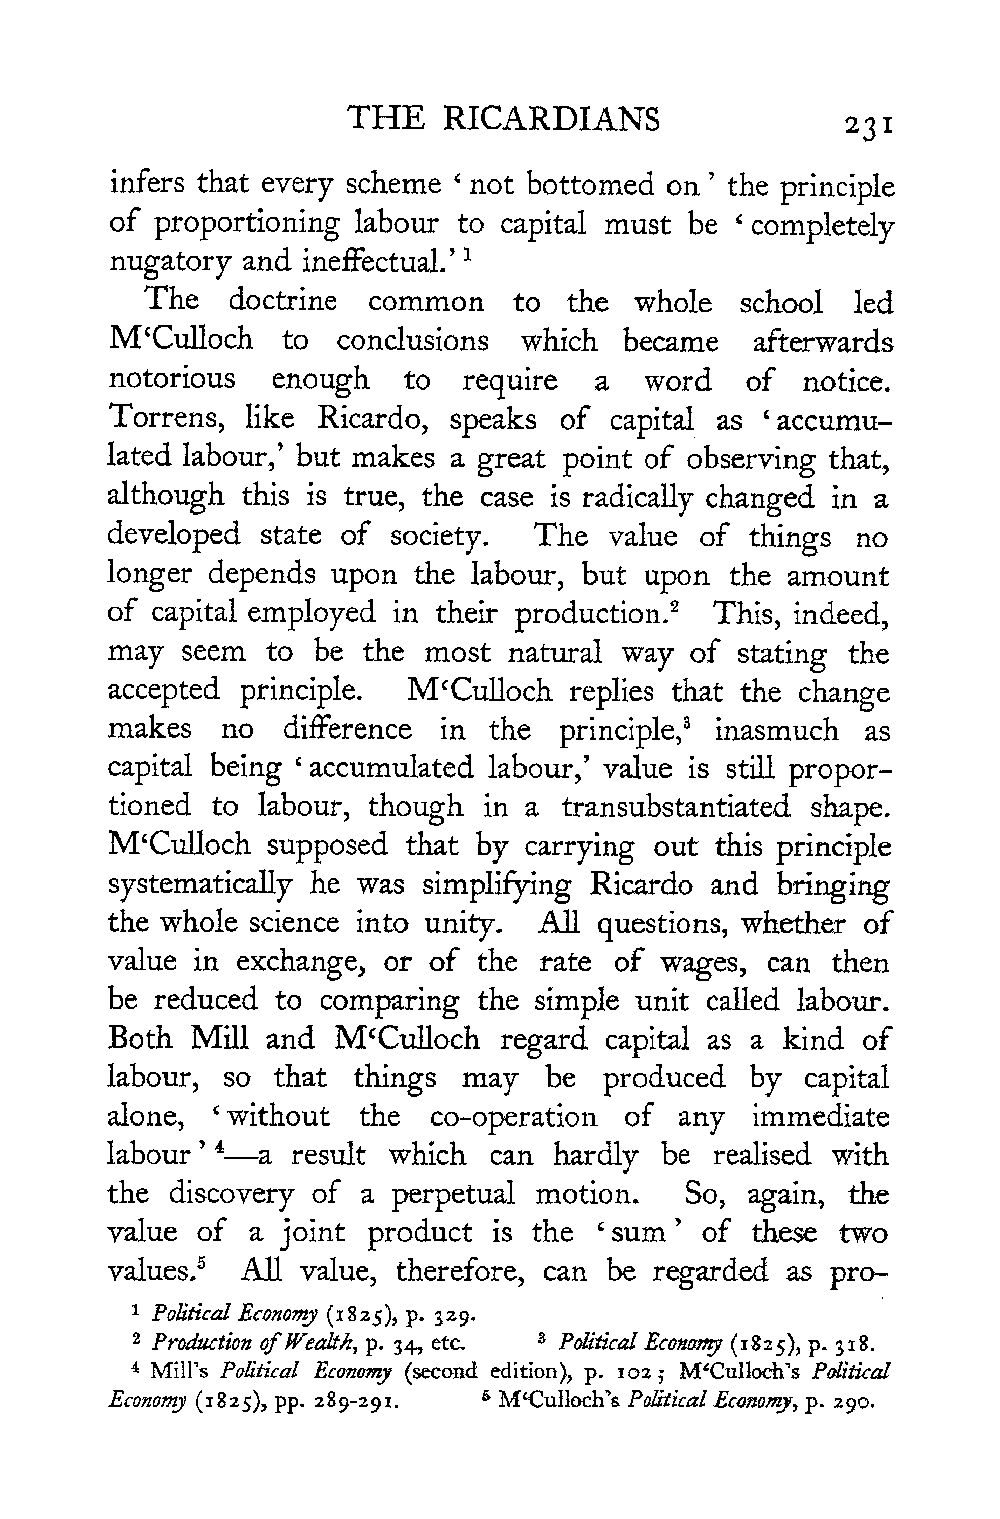 THE RICARDIANS 231
infers that every scheme ‘ not bottomed on ’ the principle
of proportioning labour to capital must be ‘ completely
nugatory and ineffectual.’ ¹
The doctrine common to the whole school led
M‘Culloch to conclusions which became afterwards
notorious enough to require a word of notice.
Torrens, like Ricardo, speaks of capital as ‘ accumu-
lated labour,’ but makes a great point of observing that,
although this is true, the case is radically changed in a
developed state of society. The value of things no
longer depends upon the labour, but upon the amount
of capital employed in their production.² This, indeed,
may seem to be the most natural way of stating the
accepted principle. M‘Culloch replies that the change
makes no difference in the principle,³ inasmuch as
capital being ‘ accumulated labour,’ value is still propor-
tioned to labour, though in a transubstantiated shape.
M‘Culloch supposed that by carrying out this principle
systematically he was simplifying Ricardo and bringing
the whole science into unity. All questions, whether of
value in exchange, or of the rate of wages, can then
be reduced to comparing the simple unit called labour.
Both Mill and M‘Culloch regard capital as a kind of
labour, so that things may be produced by capital
alone, ‘ without the co-operation of any immediate
labour ’ ⁴—a result which can hardly be realised with
the discovery of a perpetual motion. So, again, the
value of a joint product is the ‘ sum ’ of these two
values.⁵ All value, therefore, can be regarded as pro-
¹ Political Economy (1825), p. 329.
² Production of Wealth, p. 34, etc. ³ Political Economy (1825), p. 318.
⁴ Mill's Political Economy (second edition), p. 102 ; M‘Culloch's Political
Economy (1825), pp. 289-291. ⁵ M‘Culloch's Political Economy, p. 290.